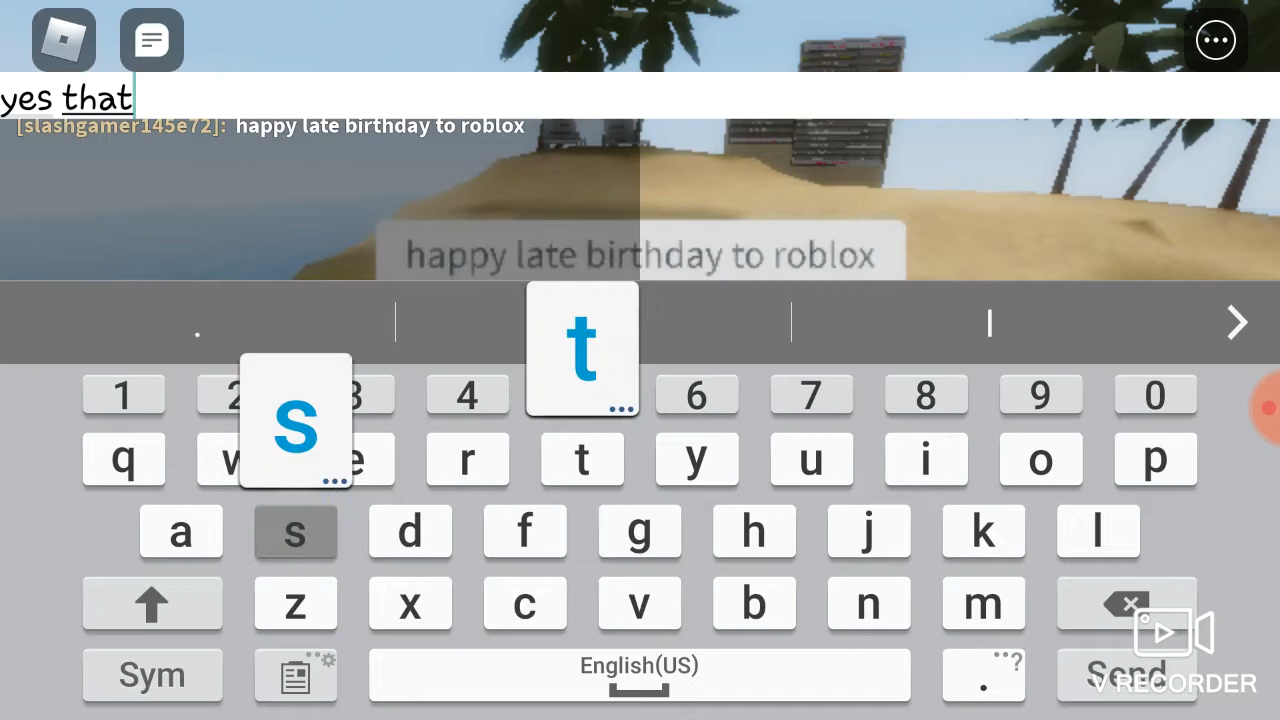 yes that
[slashgamer145e72]: happy late birthday to roblox
happy late birthday to roblox
.
|
t
s
1 2 3 4 6 7 8 9 0
q w e r t y u i o p
a s d f g h j k l
z x c v b n m
Sym English(US) . ? Send
V RECORDER